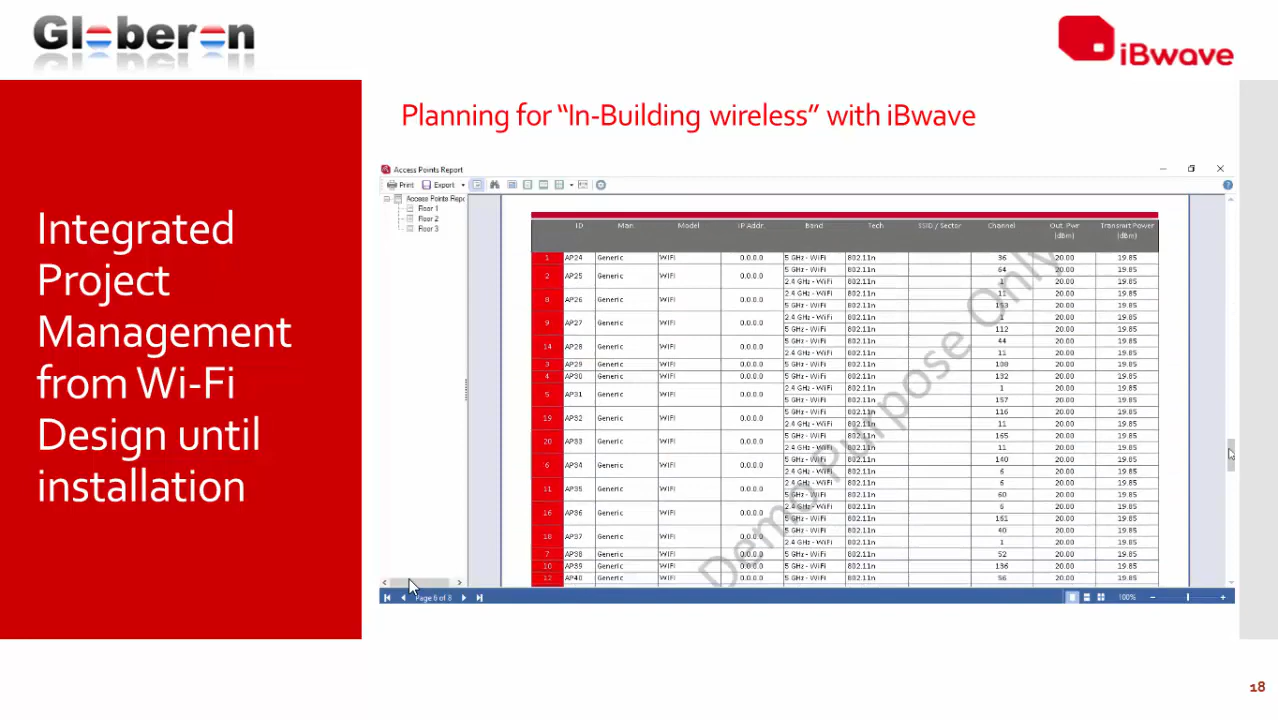 Globeron
iBwave
Planning for “In-Building wireless” with iBwave
Integrated
Project
Management
from Wi-Fi
Design until
installation
Access Points Report
Print Export
Access Points Repo
Floor 1
Floor 2
Floor 3
ID Man. Model IP Addr. Band Tech SSID / Sector Channel Out. Pwr (dBm) Transmit Power (dBm)
1 AP24 Generic WIFI 0.0.0.0 5 GHz - WiFi 802.11n 36 20.00 19.85
2 AP25 Generic WIFI 0.0.0.0 5 GHz - WiFi 802.11n 64 20.00 19.85
2.4 GHz - WiFi 802.11n 1 20.00 19.85
8 AP26 Generic WIFI 0.0.0.0 2.4 GHz - WiFi 802.11n 11 20.00 19.85
5 GHz - WiFi 802.11n 153 20.00 19.85
9 AP27 Generic WIFI 0.0.0.0 2.4 GHz - WiFi 802.11n 1 20.00 19.85
5 GHz - WiFi 802.11n 112 20.00 19.85
14 AP28 Generic WIFI 0.0.0.0 5 GHz - WiFi 802.11n 44 20.00 19.85
2.4 GHz - WiFi 802.11n 11 20.00 19.85
3 AP29 Generic WIFI 0.0.0.0 5 GHz - WiFi 802.11n 20.00 19.85
4 AP30 Generic WIFI 0.0.0.0 5 GHz - WiFi 802.11n 132 20.00 19.85
5 AP31 Generic WIFI 0.0.0.0 2.4 GHz - WiFi 802.11n 1 20.00 19.85
5 GHz - WiFi 802.11n 157 20.00 19.85
19 AP32 Generic WIFI 0.0.0.0 5 GHz - WiFi 802.11n 116 20.00 19.85
2.4 GHz - WiFi 802.11n 11 20.00 19.85
20 AP33 Generic WIFI 0.0.0.0 5 GHz - WiFi 802.11n 165 20.00 19.85
2.4 GHz - WiFi 802.11n 11 20.00 19.85
6 AP34 Generic WIFI 0.0.0.0 5 GHz - WiFi 802.11n 140 20.00 19.85
2.4 GHz - WiFi 802.11n 6 20.00 19.85
11 AP35 Generic WIFI 0.0.0.0 2.4 GHz - WiFi 802.11n 6 20.00 19.85
5 GHz - WiFi 802.11n 60 20.00 19.85
16 AP36 Generic WIFI 0.0.0.0 2.4 GHz - WiFi 802.11n 6 20.00 19.85
5 GHz - WiFi 802.11n 161 20.00 19.85
18 AP37 Generic WIFI 0.0.0.0 5 GHz - WiFi 802.11n 40 20.00 19.85
2.4 GHz - WiFi 802.11n 1 20.00 19.85
7 AP38 Generic WIFI 0.0.0.0 5 GHz - WiFi 802.11n 52 20.00 19.85
10 AP39 Generic WIFI 0.0.0.0 5 GHz - WiFi 802.11n 136 20.00 19.85
12 AP40 Generic WIFI 0.0.0.0 5 GHz - WiFi 802.11n 56 20.00 19.85
Demo Purpose Only
Page 6 of 8
100%
18